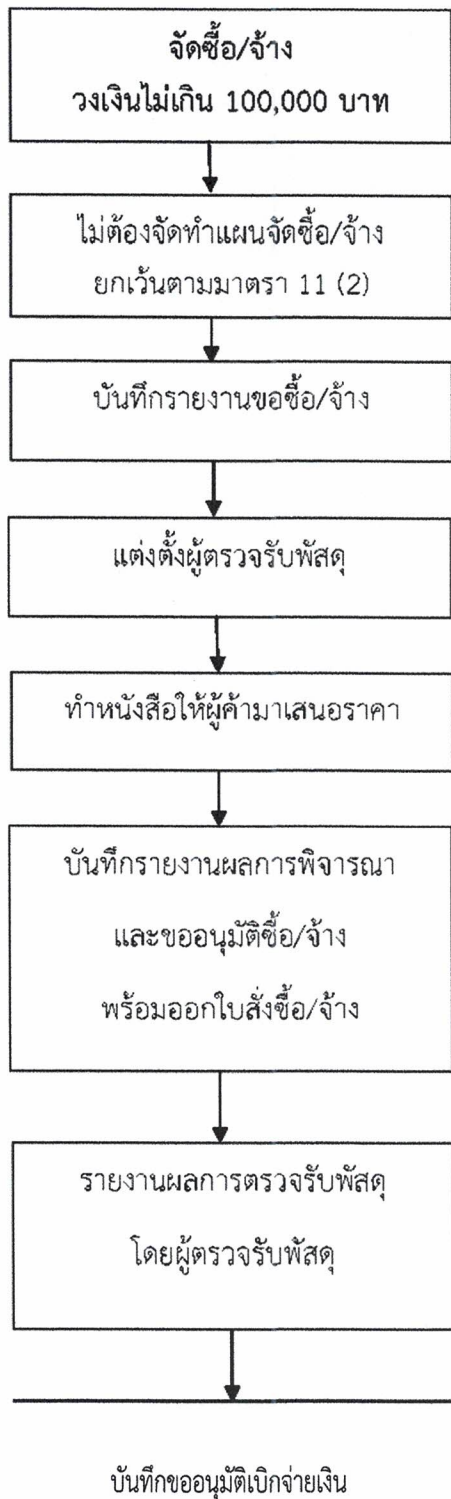 จัดซื้อ/จ้าง
วงเงินไม่เกิน 100,000 บาท
ไม่ต้องจัดทำแผนจัดซื้อ/จ้าง
ยกเว้นตามมาตรา 11 (2)
บันทึกรายงานขอซื้อ/จ้าง
แต่งตั้งผู้ตรวจรับพัสดุ
ทำหนังสือให้ผู้ค้ามาเสนอราคา
บันทึกรายงานผลการพิจารณา
และขออนุมัติซื้อ/จ้าง
พร้อมออกใบสั่งซื้อ/จ้าง
รายงานผลการตรวจรับพัสดุ
โดยผู้ตรวจรับพัสดุ
บันทึกขออนุมัติเบิกจ่ายเงิน